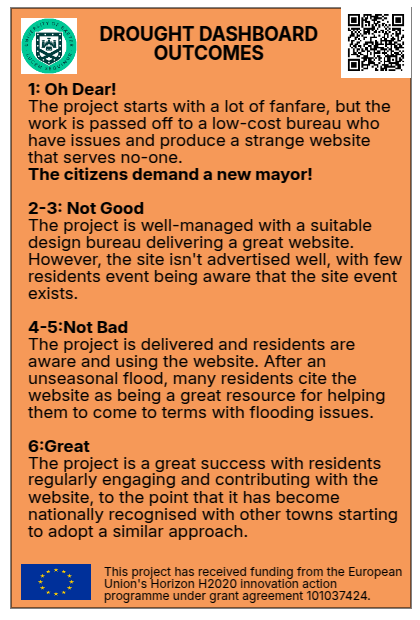 DROUGHT DASHBOARD
OUTCOMES
1: Oh Dear!
The project starts with a lot of fanfare, but the
work is passed off to a low-cost bureau who
have issues and produce a strange website
that serves no-one.
The citizens demand a new mayor!
2-3: Not Good
The project is well-managed with a suitable
design bureau delivering a great website.
However, the site isn't advertised well, with few
residents event being aware that the site event
exists.
4-5:Not Bad
The project is delivered and residents are
aware and using the website. After an
unseasonal flood, many residents cite the
website as being a great resource for helping
them to come to terms with flooding issues.
6:Great
The project is a great success with residents
regularly engaging and contributing with the
website, to the point that it has become
nationally recognised with other towns starting
to adopt a similar approach.
This project has received funding from the European
Union's Horizon H2020 innovation action
programme under grant agreement 101037424.